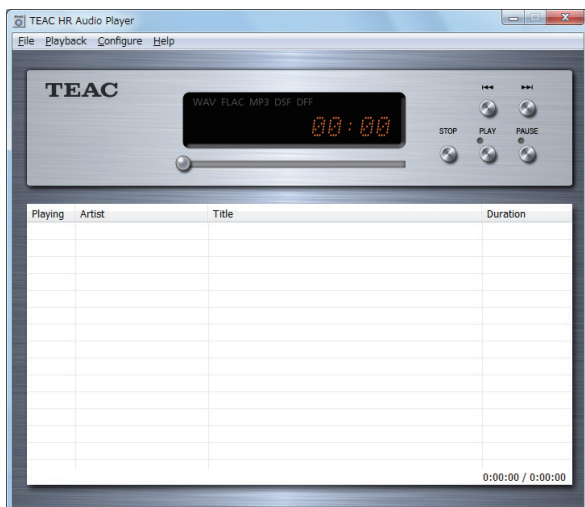 TEAC HR Audio Player
File Playback Configure Help
TEAC
WAV FLAC MP3 DSF DFF
00:00
STOP PLAY PAUSE
Playing Artist Title Duration
0:00:00 / 0:00:00